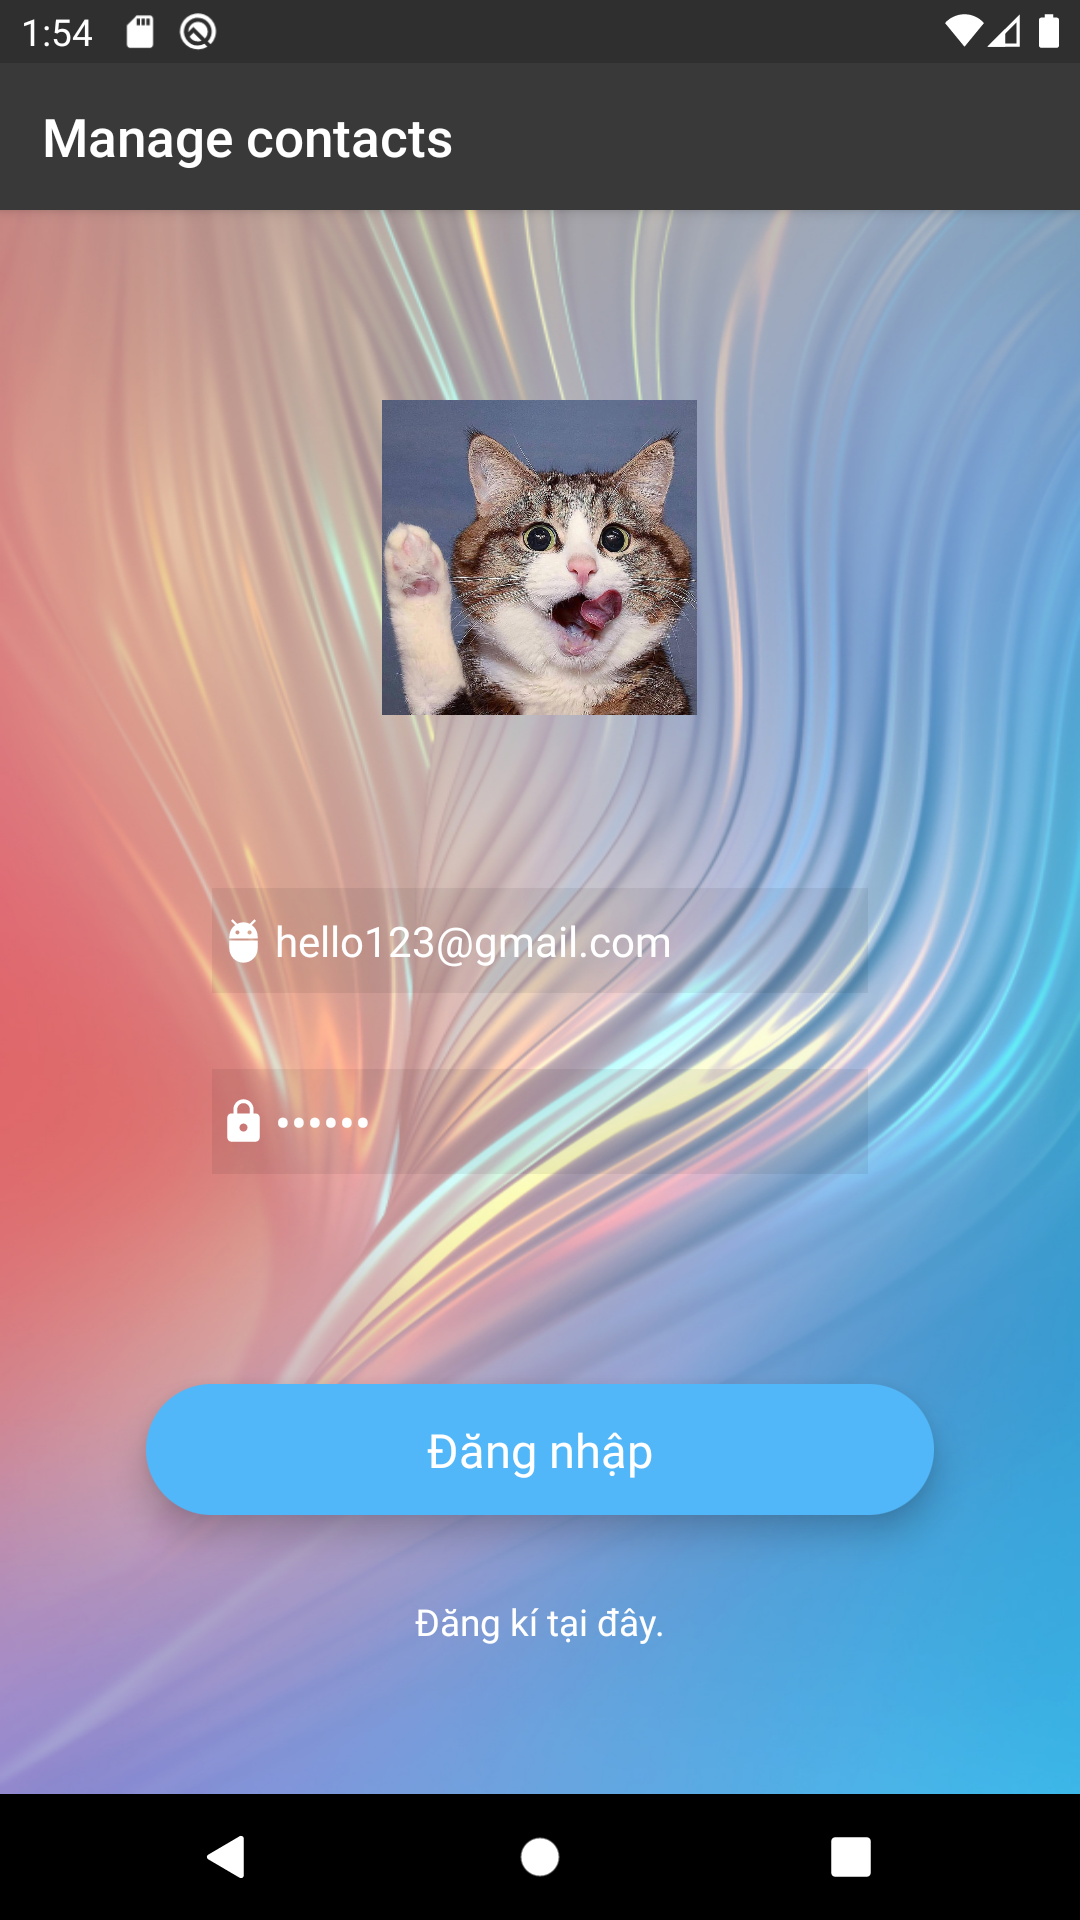 1:54
Manage contacts
hello123@gmail.com
••••••
Đăng nhập
Đăng kí tại đây.